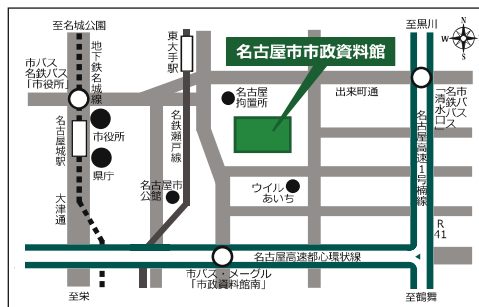 至名城公園
至黒川
N
W
E
S
東大手駅
地下鉄名城線
市バス
名鉄バス
「市役所」
名古屋市市政資料館
名古屋
拘置所
出来町通
市バス
名鉄バス
「清水口」
市役所
名古屋城駅
県庁
名鉄瀬戸線
名古屋高速1号楠線
大津通
名古屋市
公館
ウイル
あいち
R
41
名古屋高速都心環状線
市バス・メーグル
「市政資料館南」
至栄
至鶴舞